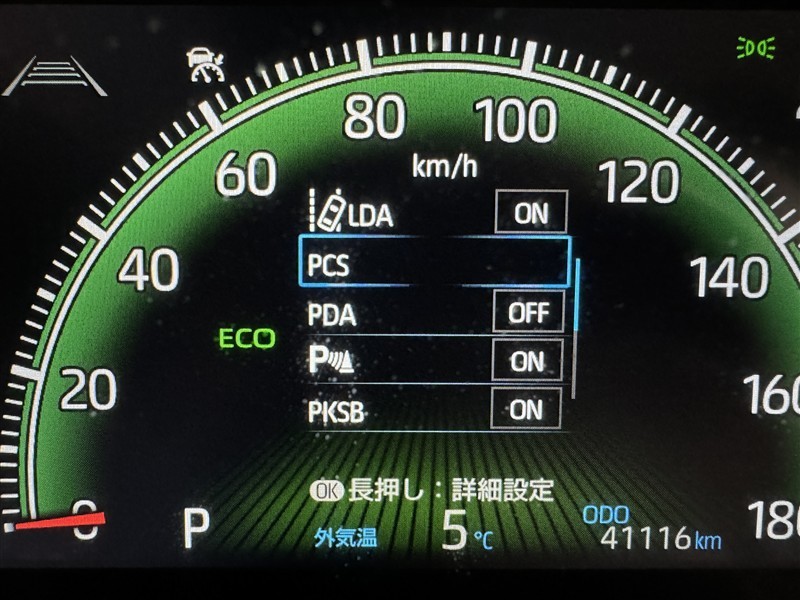 80 100
60 km/h 120
LDA ON
40 PCS 140
PDA OFF
ECO
P ON
20 160
PKSB ON
OK 長押し：詳細設定
0 P 外気温 5℃ ODO 180
41116km